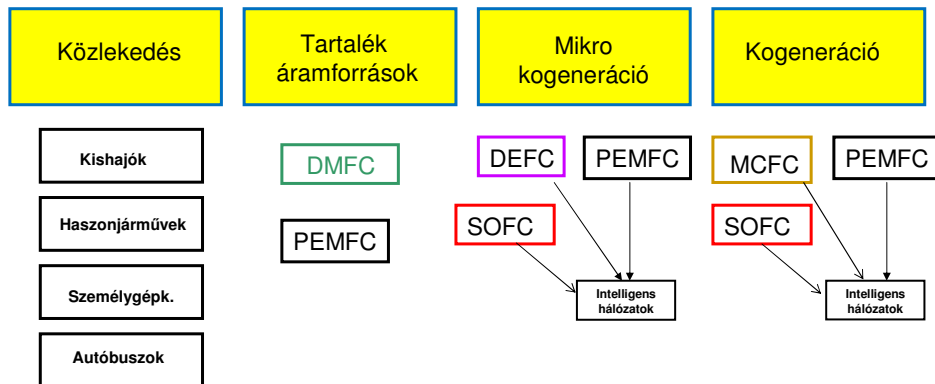 Közlekedés
Tartalék
áramforrások
Mikro
kogeneráció
Kogeneráció
Kishajók
Haszonjárművek
Személygépk.
Autóbuszok
DMFC
PEMFC
DEFC
PEMFC
SOFC
Intelligens
hálózatok
MCFC
PEMFC
SOFC
Intelligens
hálózatok